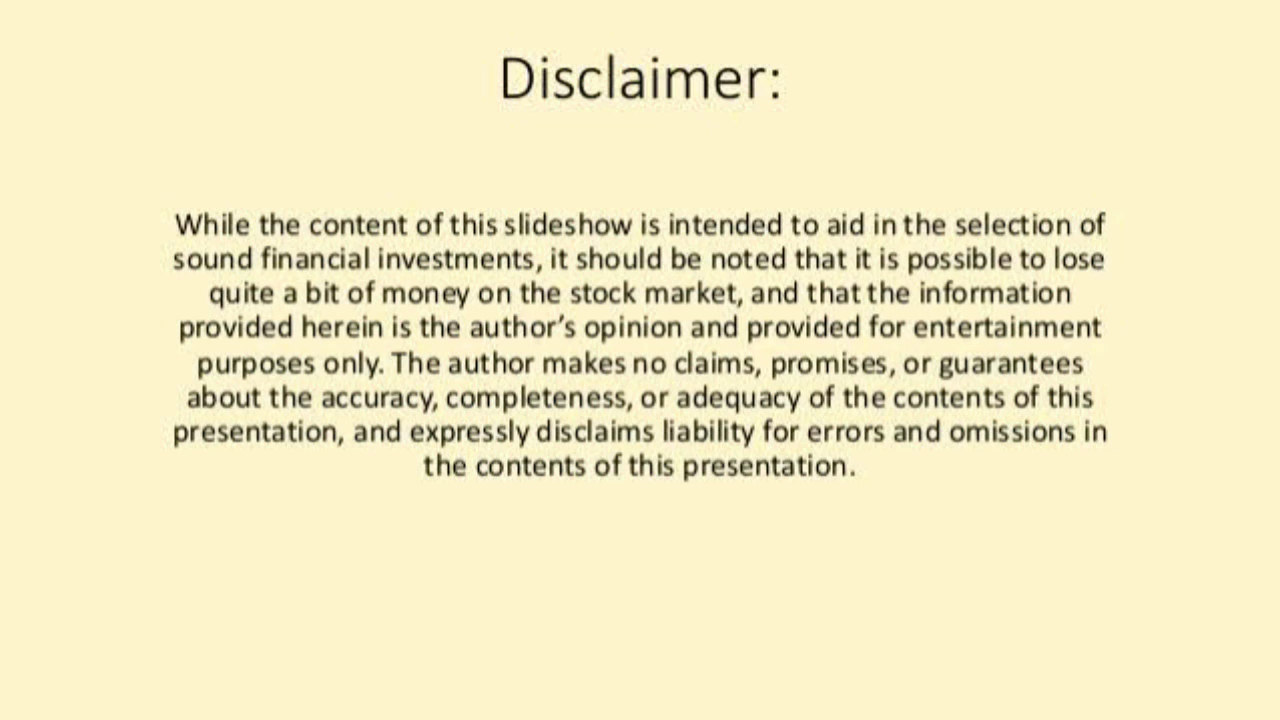 Disclaimer:
While the content of this slideshow is intended to aid in the selection of
sound financial investments, it should be noted that it is possible to lose
quite a bit of money on the stock market, and that the information
provided herein is the author’s opinion and provided for entertainment
purposes only. The author makes no claims, promises, or guarantees
about the accuracy, completeness, or adequacy of the contents of this
presentation, and expressly disclaims liability for errors and omissions in
the contents of this presentation.